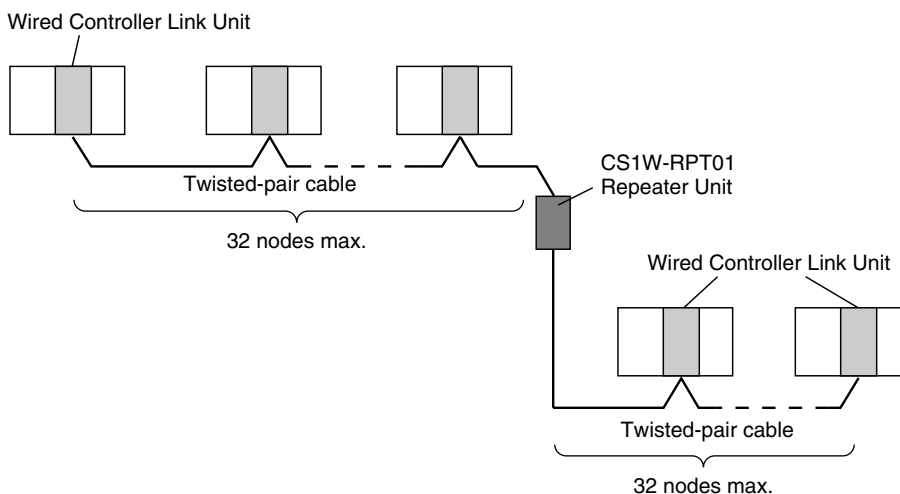 Wired Controller Link Unit
Twisted-pair cable
32 nodes max.
CS1W-RPT01
Repeater Unit
Wired Controller Link Unit
Twisted-pair cable
32 nodes max.